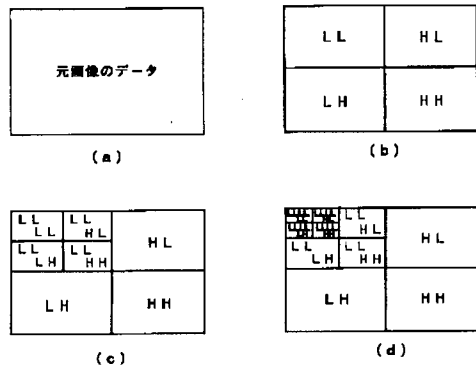 元画像のデータ
(a)
LL HL
LH HH
(b)
LL LL
LL HL
HL
LL LH
LL HH
LH HH
(c)
LL HL
HL
LL LH
LL HH
LH HH
(d)